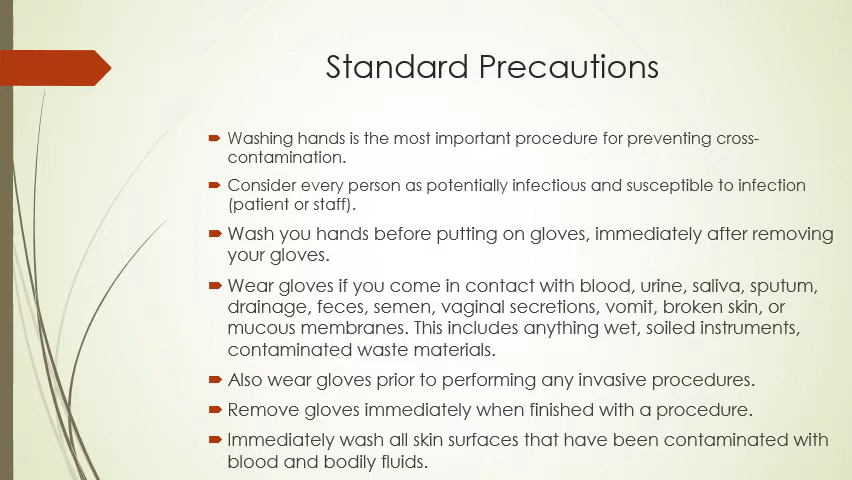 Standard Precautions
Washing hands is the most important procedure for preventing cross-
contamination.
Consider every person as potentially infectious and susceptible to infection
(patient or staff).
Wash you hands before putting on gloves, immediately after removing
your gloves.
Wear gloves if you come in contact with blood, urine, saliva, sputum,
drainage, feces, semen, vaginal secretions, vomit, broken skin, or
mucous membranes. This includes anything wet, soiled instruments,
contaminated waste materials.
Also wear gloves prior to performing any invasive procedures.
Remove gloves immediately when finished with a procedure.
Immediately wash all skin surfaces that have been contaminated with
blood and bodily fluids.